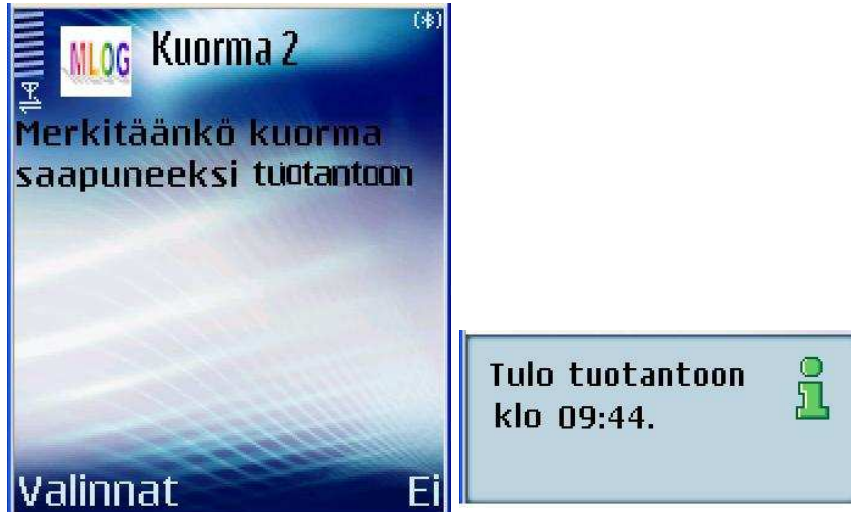 MLOG Kuorma 2
Merkitäänkö kuorma
saapuneeksi tuotantoon
Valinnat Ei
Tulo tuotantoon
klo 09:44.